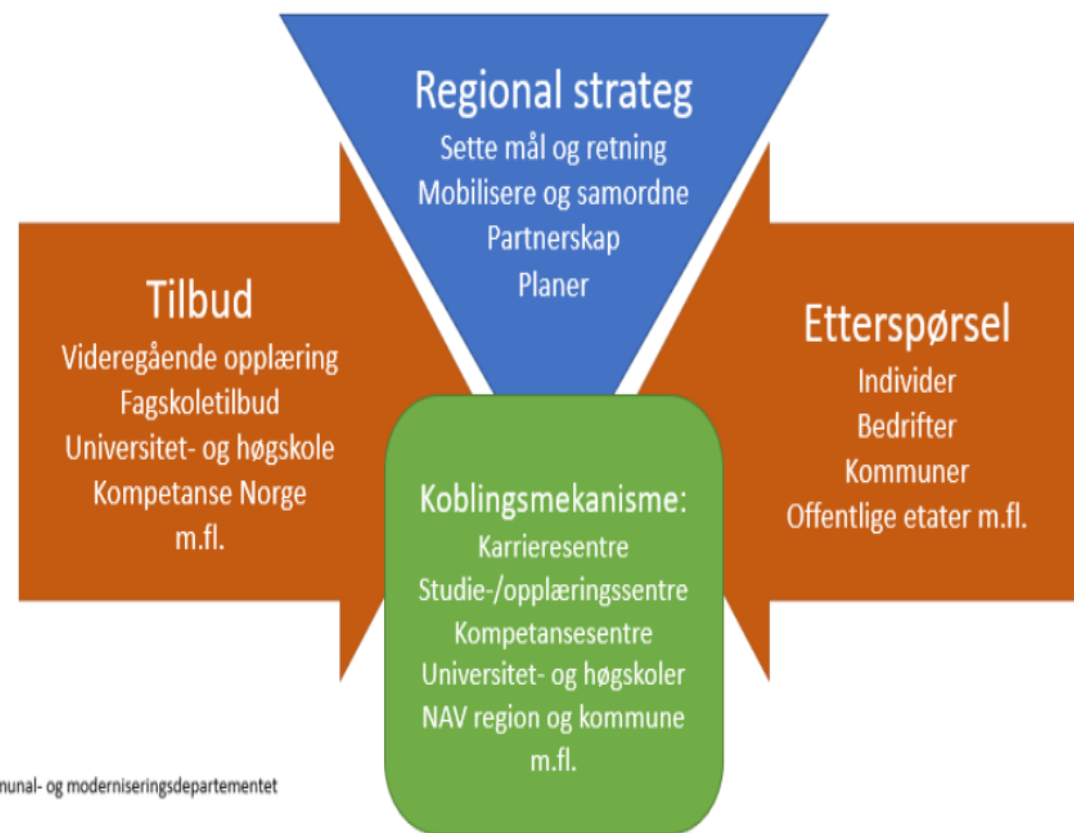 Regional strateg
Sette mål og retning
Mobilisere og samordne
Partnerskap
Planer
Tilbud
Videregående opplæring
Fagskoletilbud
Universitet- og høgskole
Kompetanse Norge
m.fl.
Etterspørsel
Individer
Bedrifter
Kommuner
Offentlige etater m.fl.
Koblingsmekanisme:
Karrieresentre
Studie-/opplæringssentre
Kompetansesentre
Universitet- og høgskoler
NAV region og kommune
m.fl.
munal- og moderniseringsdepartementet